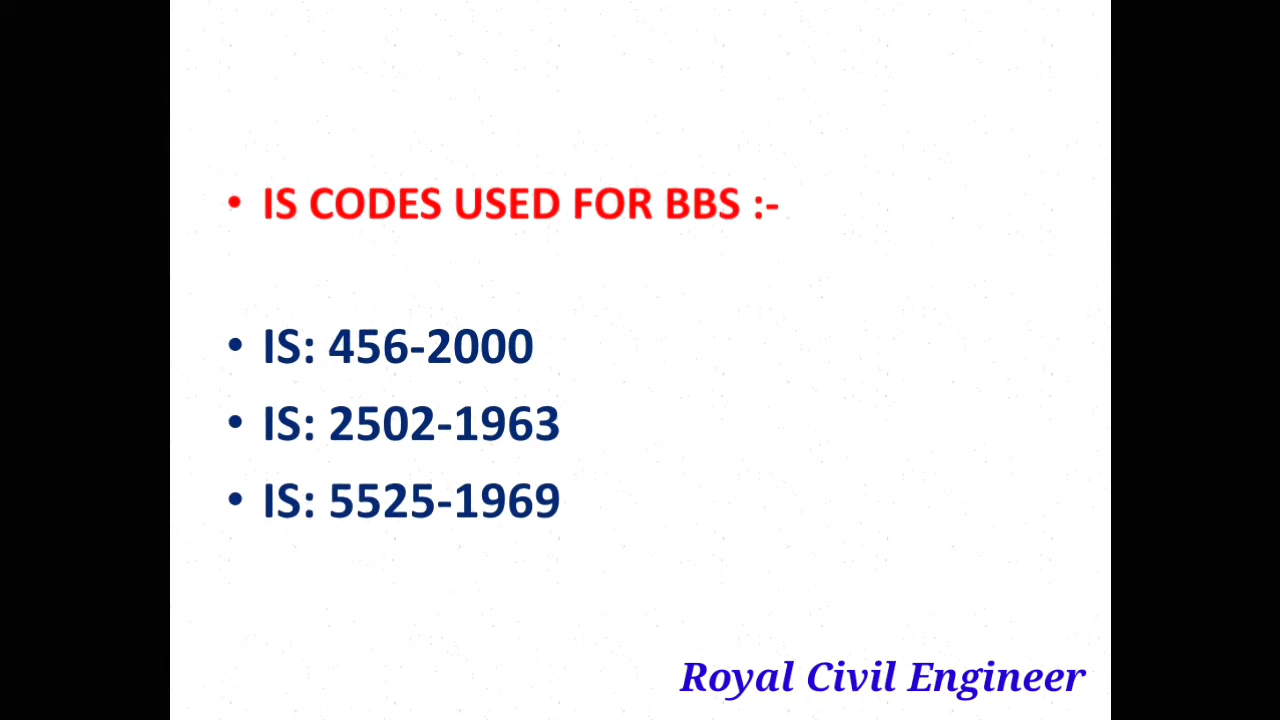 • IS CODES USED FOR BBS :-
• IS: 456-2000
• IS: 2502-1963
• IS: 5525-1969
Royal Civil Engineer